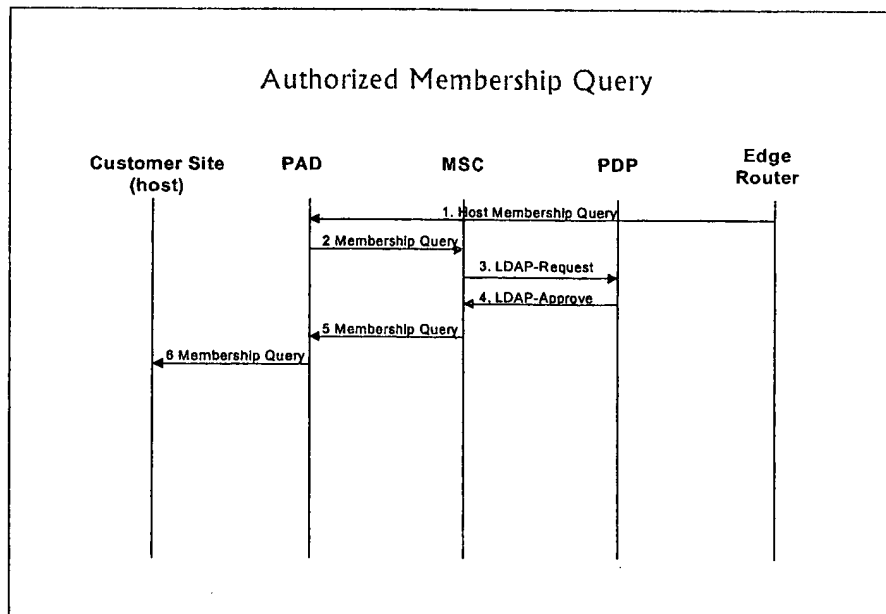 Authorized Membership Query
Customer Site
(host)
PAD
MSC
PDP
Edge
Router
1. Host Membership Query
2 Membership Query
3. LDAP-Request
4. LDAP-Approve
5 Membership Query
6 Membership Query